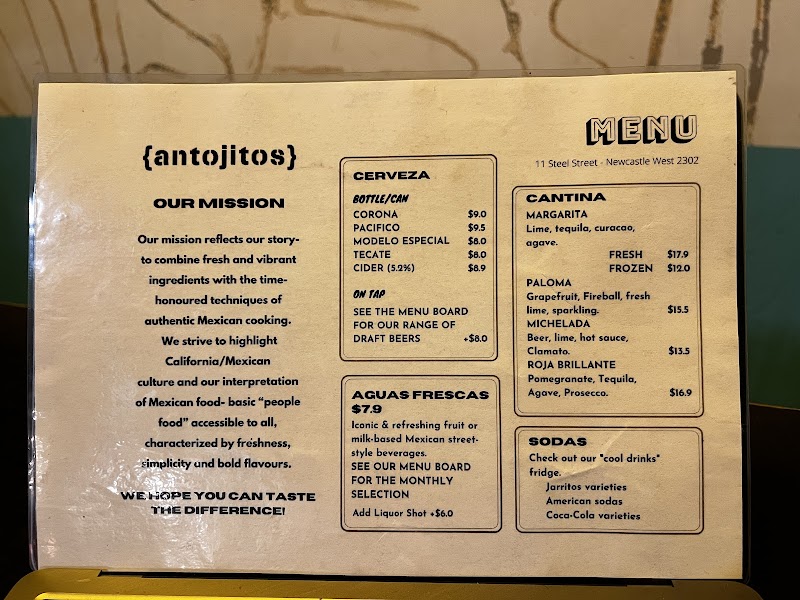 {antojitos}
OUR MISSION
Our mission reflects our story-
to combine fresh and vibrant
ingredients with the time-
honoured techniques of
authentic Mexican cooking.
We strive to highlight
California/Mexican
culture and our interpretation
of Mexican food- basic “people
food” accessible to all,
characterized by freshness,
simplicity and bold flavours.
WE HOPE YOU CAN TASTE
THE DIFFERENCE!
CERVEZA
BOTTLE/CAN
CORONA $9.0
PACIFICO $9.5
MODELO ESPECIAL $8.0
TECATE $8.0
CIDER (5.2%) $8.9
ON TAP
SEE THE MENU BOARD
FOR OUR RANGE OF
DRAFT BEERS +$8.0
AGUAS FRESCAS
$7.9
Iconic & refreshing fruit or
milk-based Mexican street-
style beverages.
SEE OUR MENU BOARD
FOR THE MONTHLY
SELECTION
Add Liquor Shot +$6.0
MENU
11 Steel Street - Newcastle West 2302
CANTINA
MARGARITA
Lime, tequila, curacao,
agave.
FRESH $17.9
FROZEN $12.0
PALOMA
Grapefruit, Fireball, fresh
lime, sparkling. $15.5
MICHELADA
Beer, lime, hot sauce,
Clamato. $13.5
ROJA BRILLANTE
Pomegranate, Tequila,
Agave, Prosecco. $16.9
SODAS
Check out our "cool drinks"
fridge.
Jarritos varieties
American sodas
Coca-Cola varieties